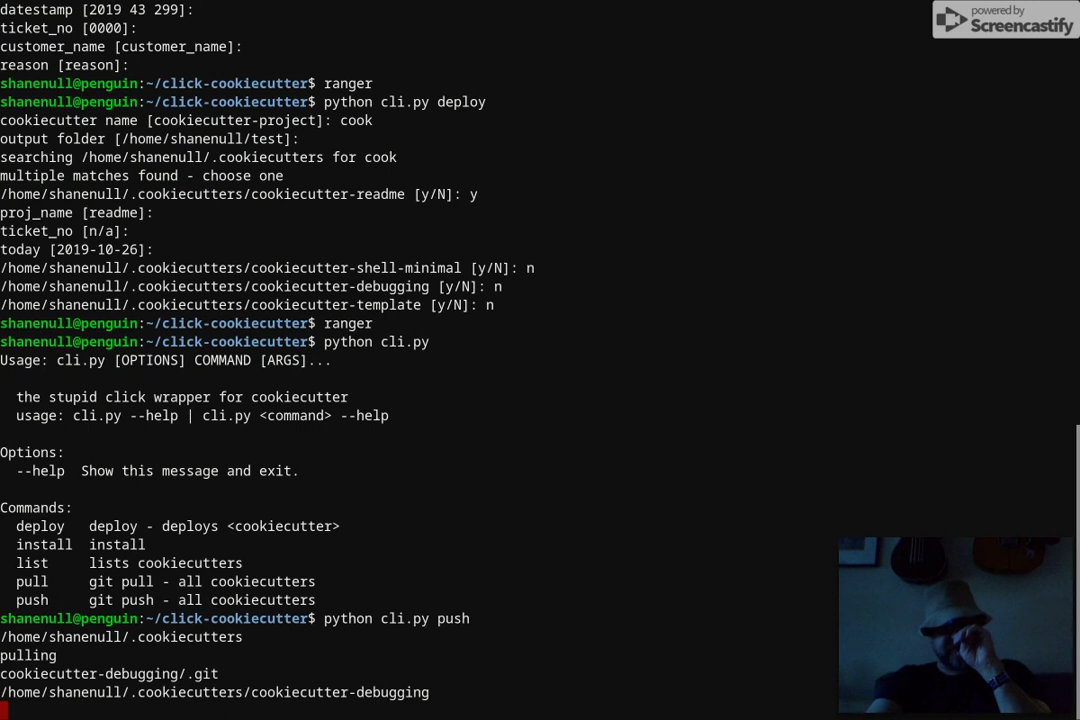 datestamp [2019 43 299]:
ticket_no [0000]:
customer_name [customer_name]:
reason [reason]:
shanenull@penguin:~/click-cookiecutter$ ranger
shanenull@penguin:~/click-cookiecutter$ python cli.py deploy
cookiecutter name [cookiecutter-project]: cook
output folder [/home/shanenull/test]:
searching /home/shanenull/.cookiecutters for cook
multiple matches found - choose one
/home/shanenull/.cookiecutters/cookiecutter-readme [y/N]: y
proj_name [readme]:
ticket_no [n/a]:
today [2019-10-26]:
/home/shanenull/.cookiecutters/cookiecutter-shell-minimal [y/N]: n
/home/shanenull/.cookiecutters/cookiecutter-debugging [y/N]: n
/home/shanenull/.cookiecutters/cookiecutter-template [y/N]: n
shanenull@penguin:~/click-cookiecutter$ ranger
shanenull@penguin:~/click-cookiecutter$ python cli.py
Usage: cli.py [OPTIONS] COMMAND [ARGS]...
the stupid click wrapper for cookiecutter
usage: cli.py --help | cli.py <command> --help
Options:
--help  Show this message and exit.
Commands:
deploy   deploy - deploys <cookiecutter>
install  install
list     lists cookiecutters
pull     git pull - all cookiecutters
push     git push - all cookiecutters
shanenull@penguin:~/click-cookiecutter$ python cli.py push
/home/shanenull/.cookiecutters
pulling
cookiecutter-debugging/.git
/home/shanenull/.cookiecutters/cookiecutter-debugging
powered by
Screencastify